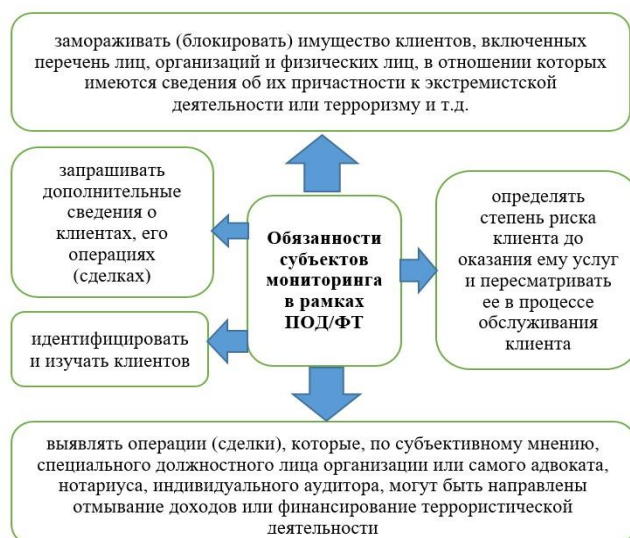 замораживать (блокировать) имущество клиентов, включенных
перечень лиц, организаций и физических лиц, в отношении которых
имеются сведения об их причастности к экстремистской
деятельности или терроризму и т.д.
запрашивать
дополнительные
сведения о
клиентах, его
операциях
(сделках)
Обязанности
субъектов
мониторинга
в рамках
ПОД/ФТ
определять
степень риска
клиента до
оказания ему услуг
и пересматривать
ее в процессе
обслуживания
клиента
идентифицировать
и изучать клиентов
выявлять операции (сделки), которые, по субъективному мнению,
специального должностного лица организации или самого адвоката,
нотариуса, индивидуального аудитора, могут быть направлены
отмывание доходов или финансирование террористической
деятельности